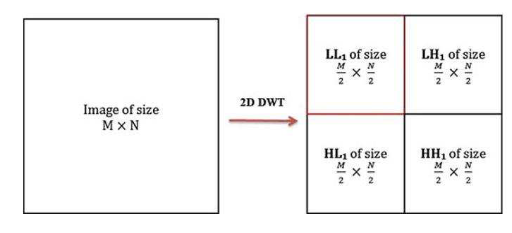 Image of size
M × N
2D DWT
LL₁ of size
M/2 × N/2
LH₁ of size
M/2 × N/2
HL₁ of size
M/2 × N/2
HH₁ of size
M/2 × N/2